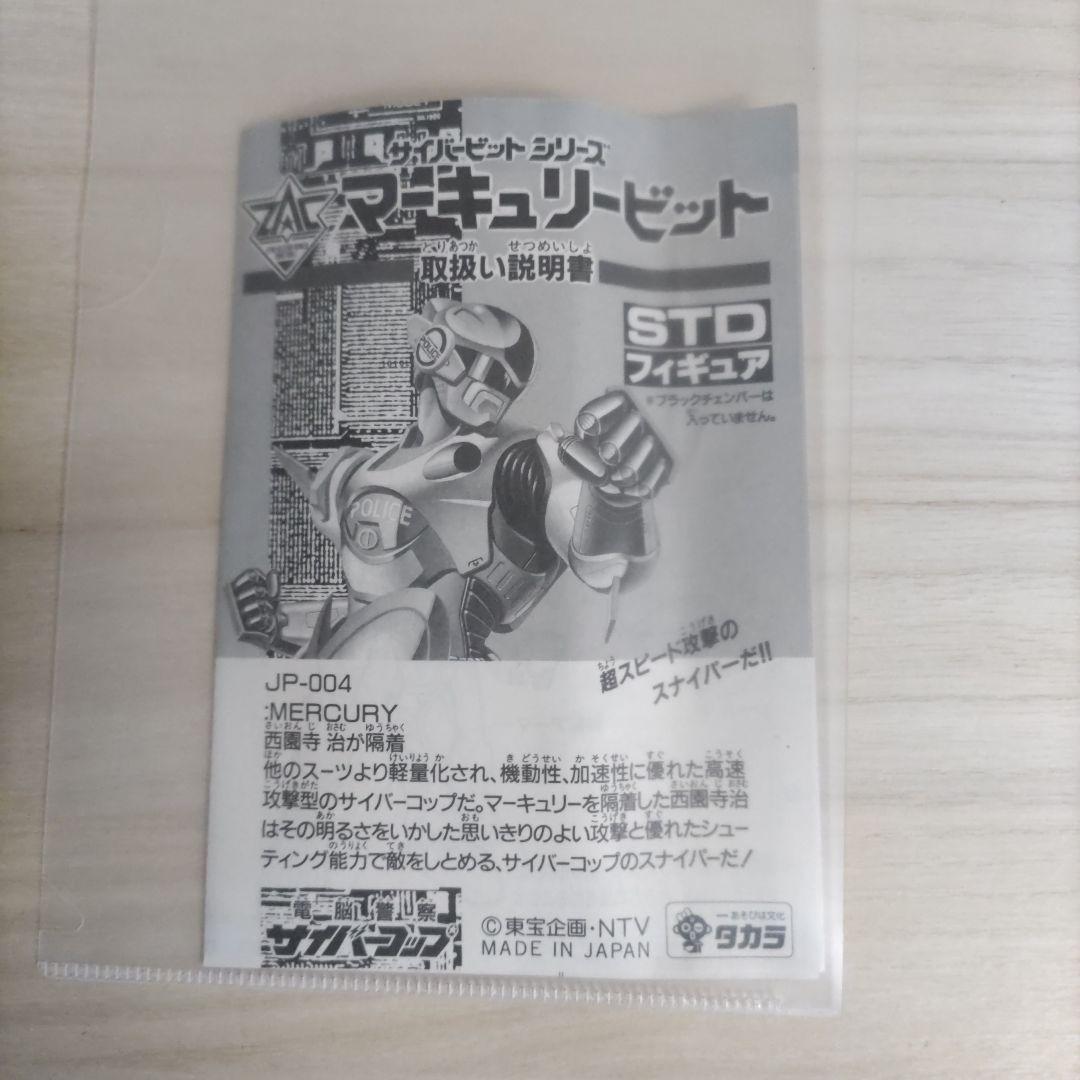 サイバービット シリーズ
ZAC
マーキュリービット
とりあつか せつめいしょ
取扱い説明書
STD
フィギュア
※ブラックチェンバーは
入っていません。
POLICE
POLICE
ちょう こうげき
超スピード攻撃の
スナイパーだ!!
JP-004
:MERCURY
さいおんじ おさむ ゆうちゃく
西園寺 治が隔着
ほか けいりょうか きどうせい かそくせい すぐ こうそく
他のスーツより軽量化され、機動性、加速性に優れた高速
こうげきがた ゆうちゃく さいおんじおさむ
攻撃型のサイバーコップだ。マーキュリーを隔着した西園寺治
あか おも こうげき すぐ
はその明るさをいかした思いきりのよい攻撃と優れたシュー
のうりょく てき
ティング能力で敵をしとめる、サイバーコップのスナイパーだ!
電脳警察
サイバーコップ
©東宝企画・NTV
MADE IN JAPAN
あそびは文化
タカラ